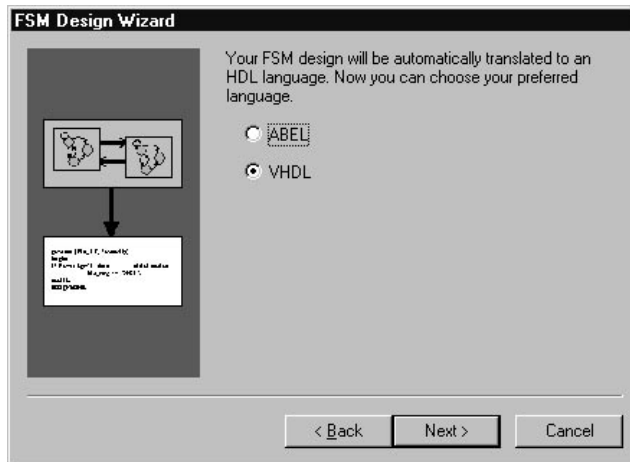 FSM Design Wizard
Your FSM design will be automatically translated to an
HDL language. Now you can choose your preferred
language.
ABEL
VHDL
< Back
Next >
Cancel